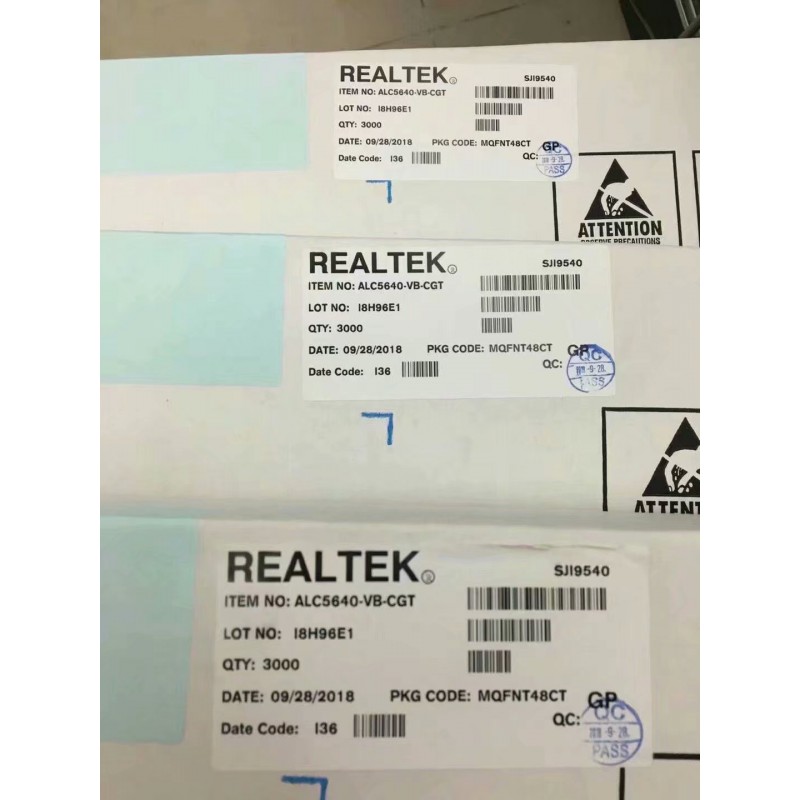 REALTEK®
SJI9540
ITEM NO: ALC5640-VB-CGT
LOT NO: I8H96E1
QTY: 3000
DATE: 09/28/2018 PKG CODE: MQFNT48CT GP
Date Code: I36 QC:
QC
PASS
ATTENTION
OBSERVE PRECAUTIONS
REALTEK®
SJI9540
ITEM NO: ALC5640-VB-CGT
LOT NO: I8H96E1
QTY: 3000
DATE: 09/28/2018 PKG CODE: MQFNT48CT GP
Date Code: I36 QC:
QC
PASS
REALTEK®
SJI9540
ITEM NO: ALC5640-VB-CGT
LOT NO: I8H96E1
QTY: 3000
DATE: 09/28/2018 PKG CODE: MQFNT48CT GP
Date Code: I36 QC:
QC
PASS